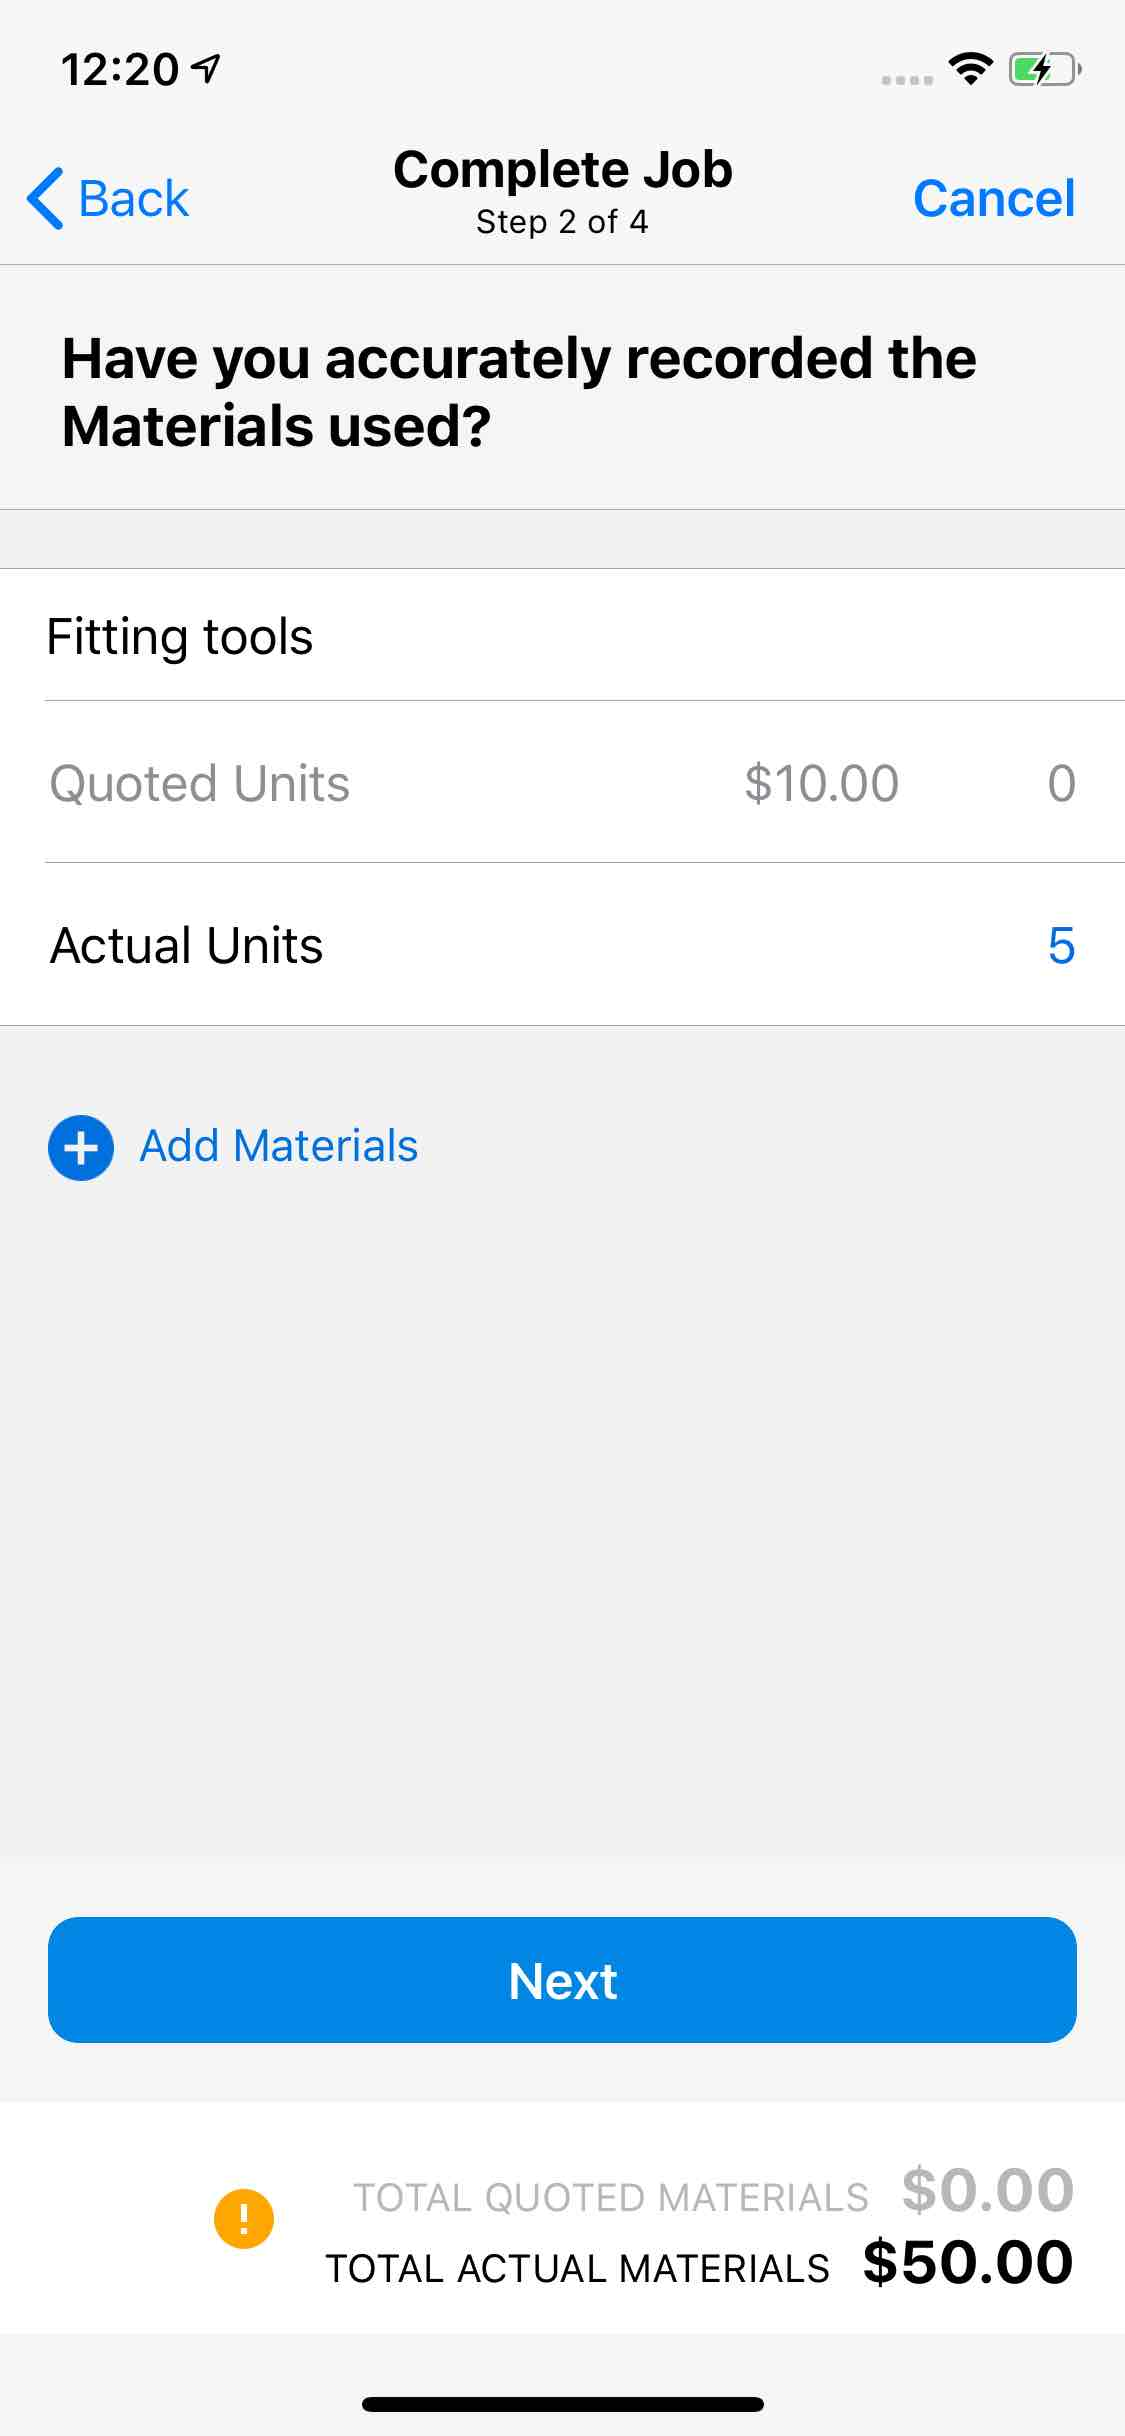 12:20
Back
Complete Job
Step 2 of 4
Cancel
Have you accurately recorded the
Materials used?
Fitting tools
Quoted Units $10.00 0
Actual Units 5
Add Materials
Next
TOTAL QUOTED MATERIALS $0.00
TOTAL ACTUAL MATERIALS $50.00